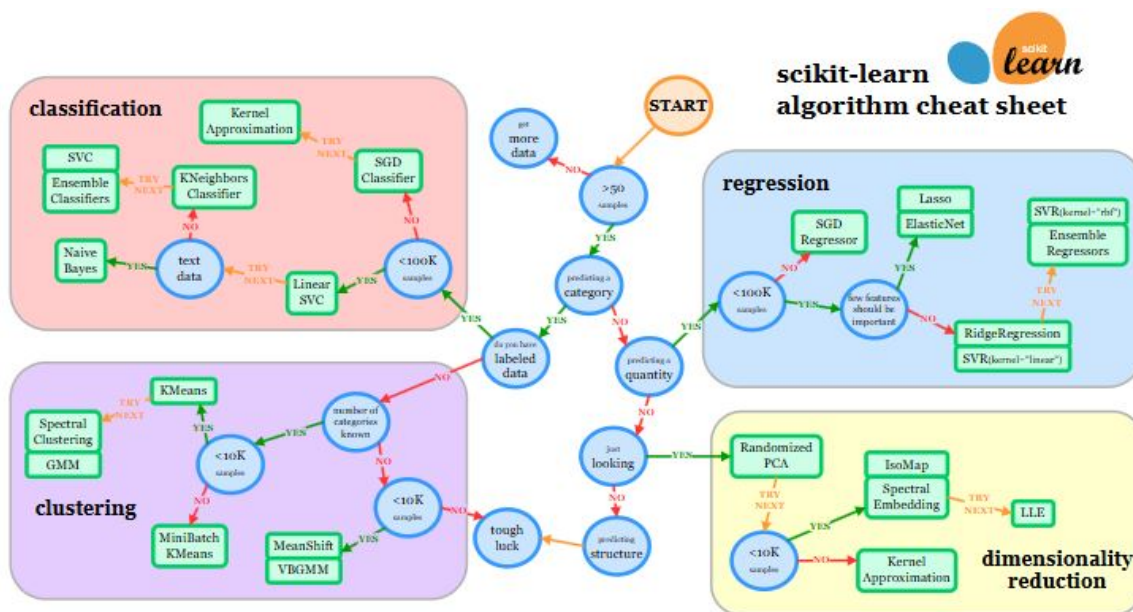 scikit
learn
scikit-learn
algorithm cheat sheet
START
get
more
data
NO
>50
samples
YES
predicting a
category
YES
NO
do you have
labeled
data
YES
NO
predicting a
quantity
YES
NO
just
looking
YES
NO
predicting
structure
tough
luck
classification
Kernel
Approximation
TRY
NEXT
SGD
Classifier
NO
<100K
samples
YES
Linear
SVC
TRY
NEXT
text
data
YES
Naive
Bayes
NO
KNeighbors
Classifier
TRY
NEXT
SVC
Ensemble
Classifiers
regression
<100K
samples
NO
SGD
Regressor
YES
few features
should be
important
YES
Lasso
ElasticNet
NO
RidgeRegression
SVR(kernel="linear")
TRY
NEXT
SVR(kernel="rbf")
Ensemble
Regressors
clustering
number of
categories
known
YES
<10K
samples
YES
KMeans
TRY
NEXT
Spectral
Clustering
GMM
NO
MiniBatch
KMeans
NO
<10K
samples
YES
MeanShift
VBGMM
NO
dimensionality
reduction
Randomized
PCA
TRY
NEXT
<10K
samples
YES
IsoMap
Spectral
Embedding
TRY
NEXT
LLE
NO
Kernel
Approximation